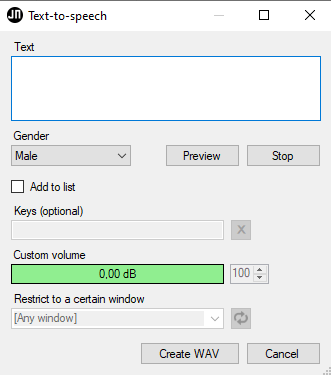 JN Text-to-speech
Text
Gender
Male Preview Stop
Add to list
Keys (optional)
X
Custom volume
0,00 dB 100
Restrict to a certain window
[Any window]
Create WAV Cancel